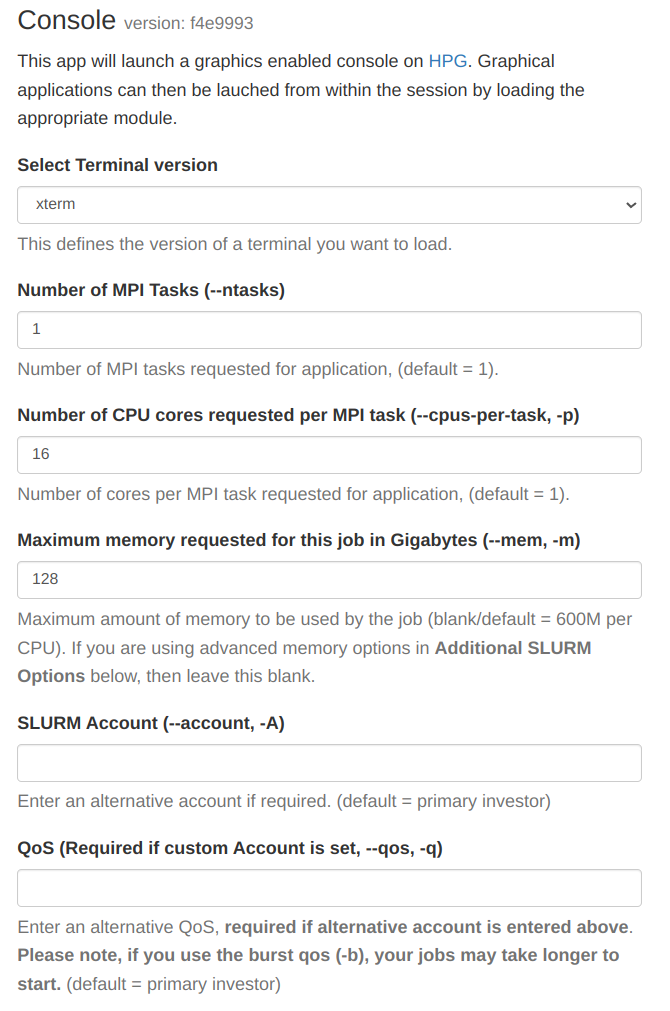 Console version: f4e9993
This app will launch a graphics enabled console on HPG. Graphical
applications can then be lauched from within the session by loading the
appropriate module.
Select Terminal version
xterm
This defines the version of a terminal you want to load.
Number of MPI Tasks (--ntasks)
1
Number of MPI tasks requested for application, (default = 1).
Number of CPU cores requested per MPI task (--cpus-per-task, -p)
16
Number of cores per MPI task requested for application, (default = 1).
Maximum memory requested for this job in Gigabytes (--mem, -m)
128
Maximum amount of memory to be used by the job (blank/default = 600M per
CPU). If you are using advanced memory options in Additional SLURM
Options below, then leave this blank.
SLURM Account (--account, -A)
Enter an alternative account if required. (default = primary investor)
QoS (Required if custom Account is set, --qos, -q)
Enter an alternative QoS, required if alternative account is entered above.
Please note, if you use the burst qos (-b), your jobs may take longer to
start. (default = primary investor)